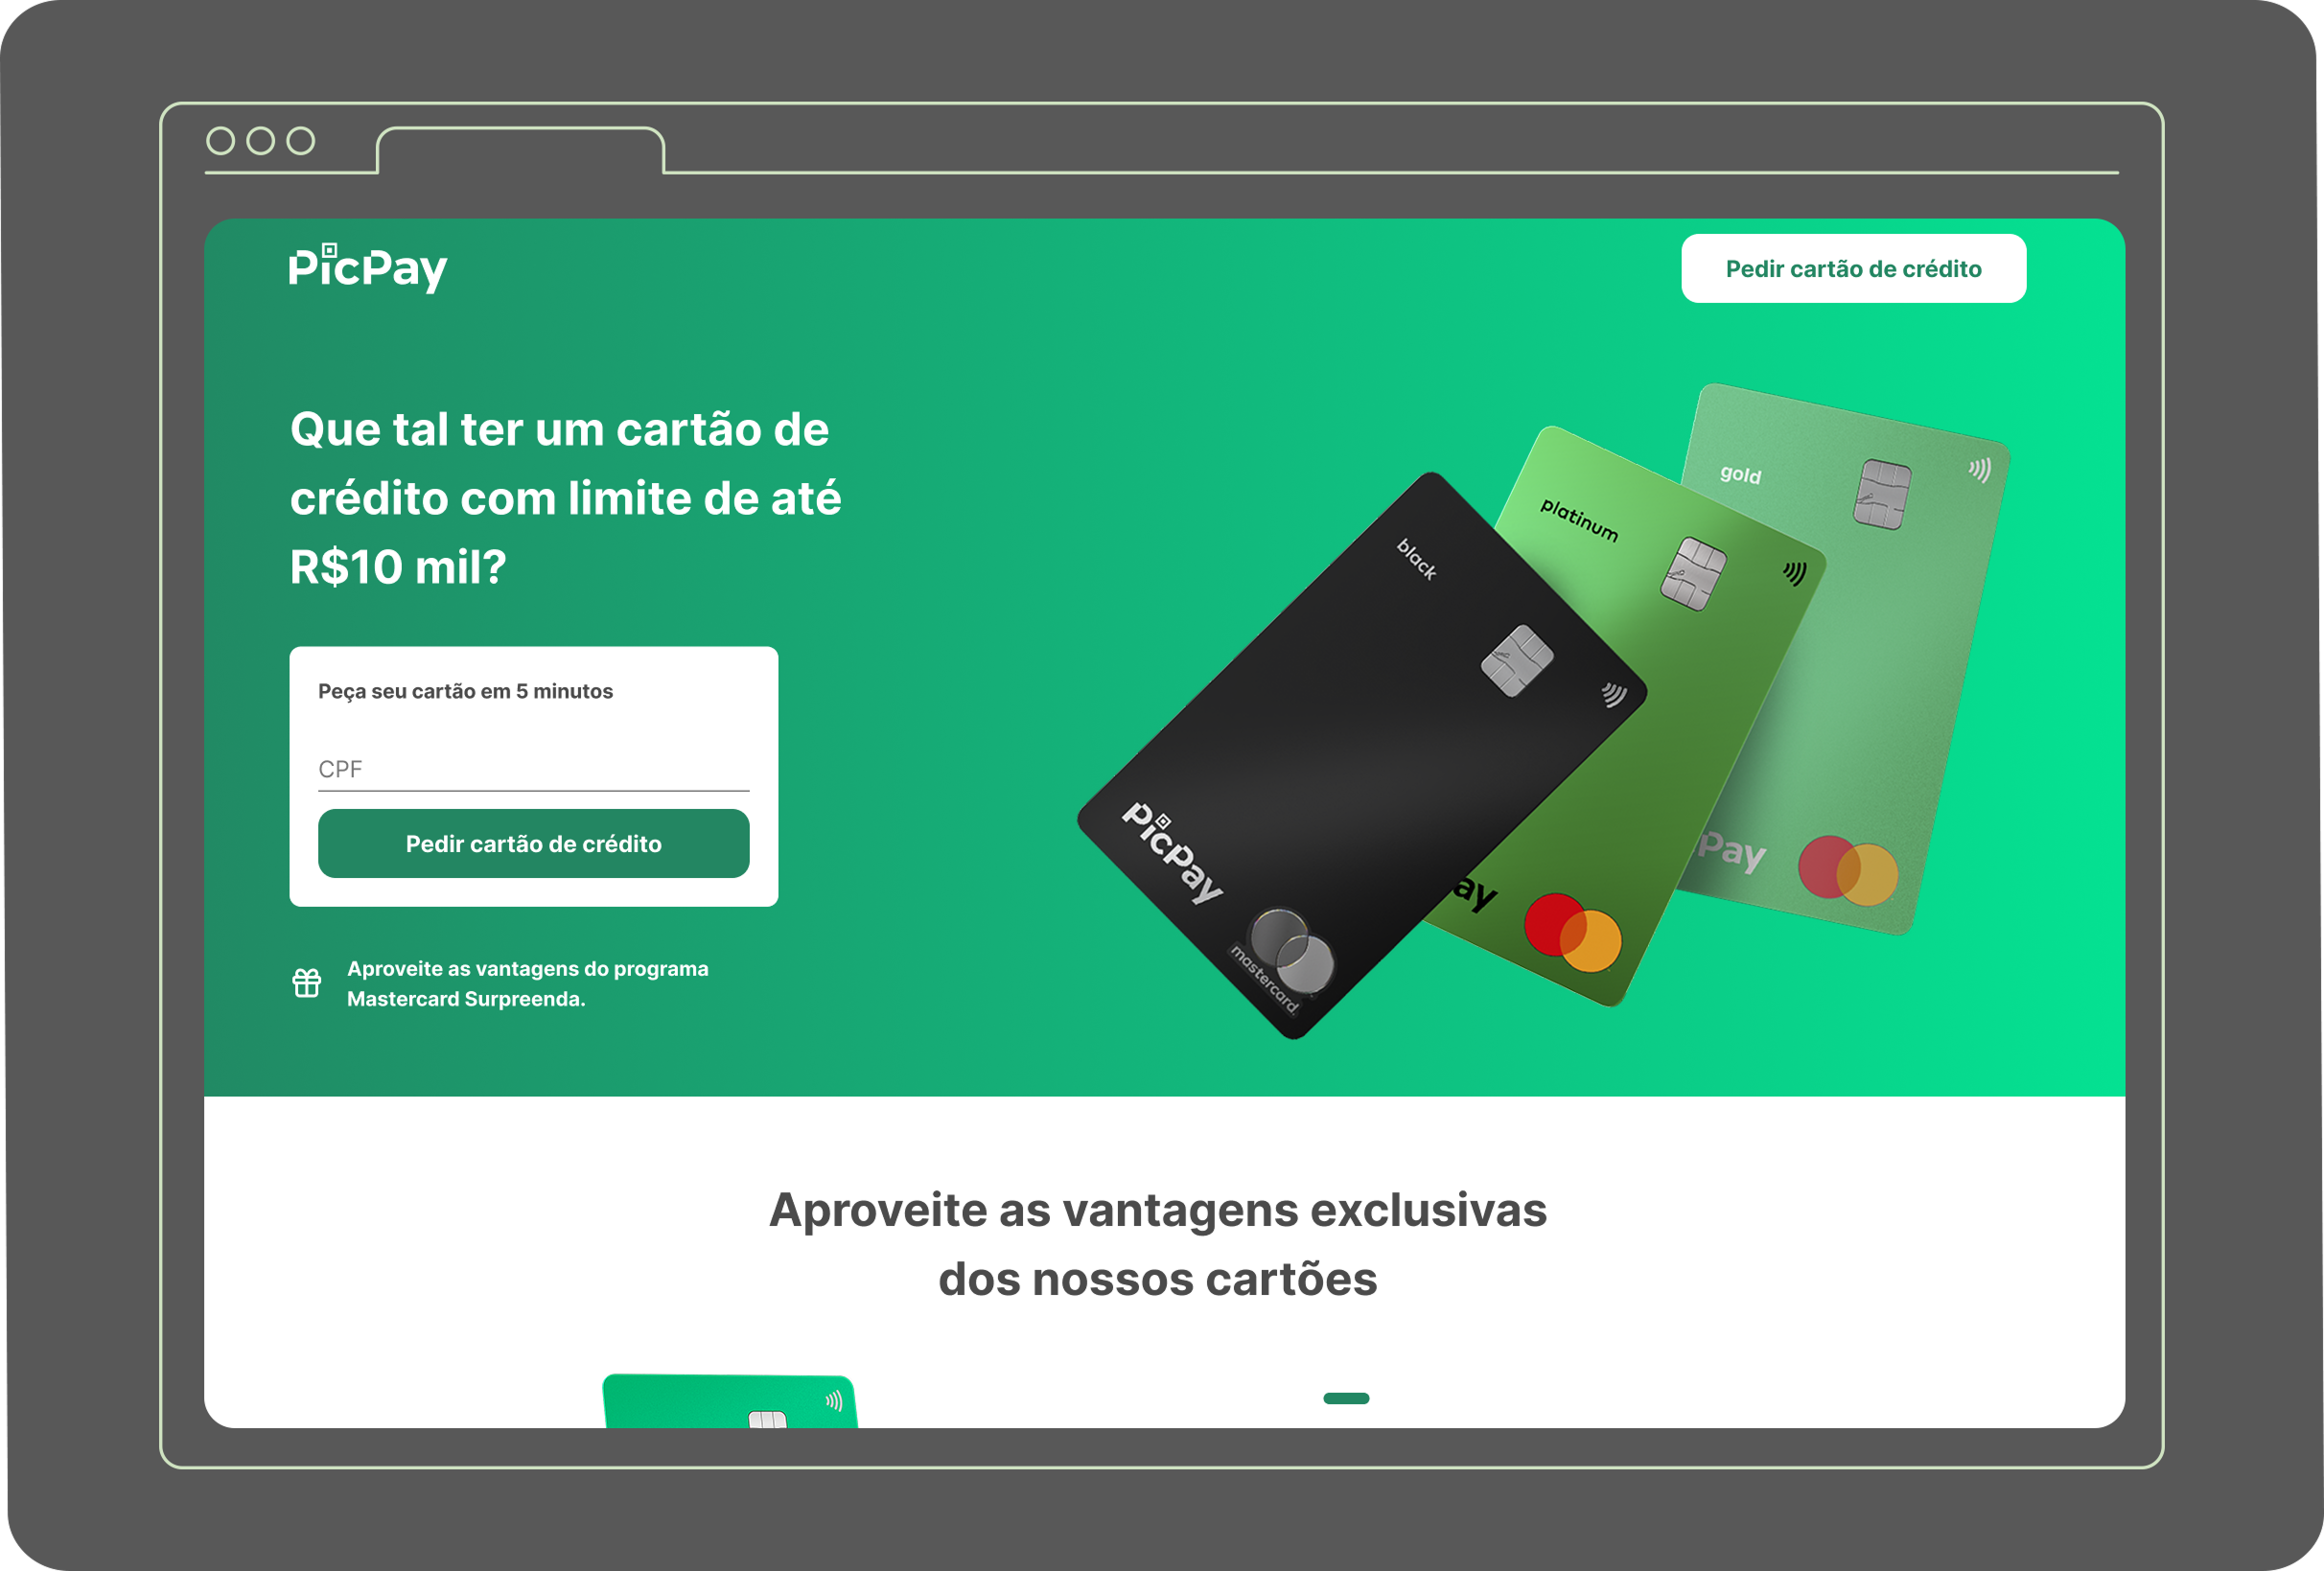 PicPay
Pedir cartão de crédito
Que tal ter um cartão de
crédito com limite de até
R$10 mil?
Peça seu cartão em 5 minutos
CPF
Pedir cartão de crédito
Aproveite as vantagens do programa
Mastercard Surpreenda.
black
PicPay
mastercard
platinum
ay
gold
Pay
Aproveite as vantagens exclusivas
dos nossos cartões